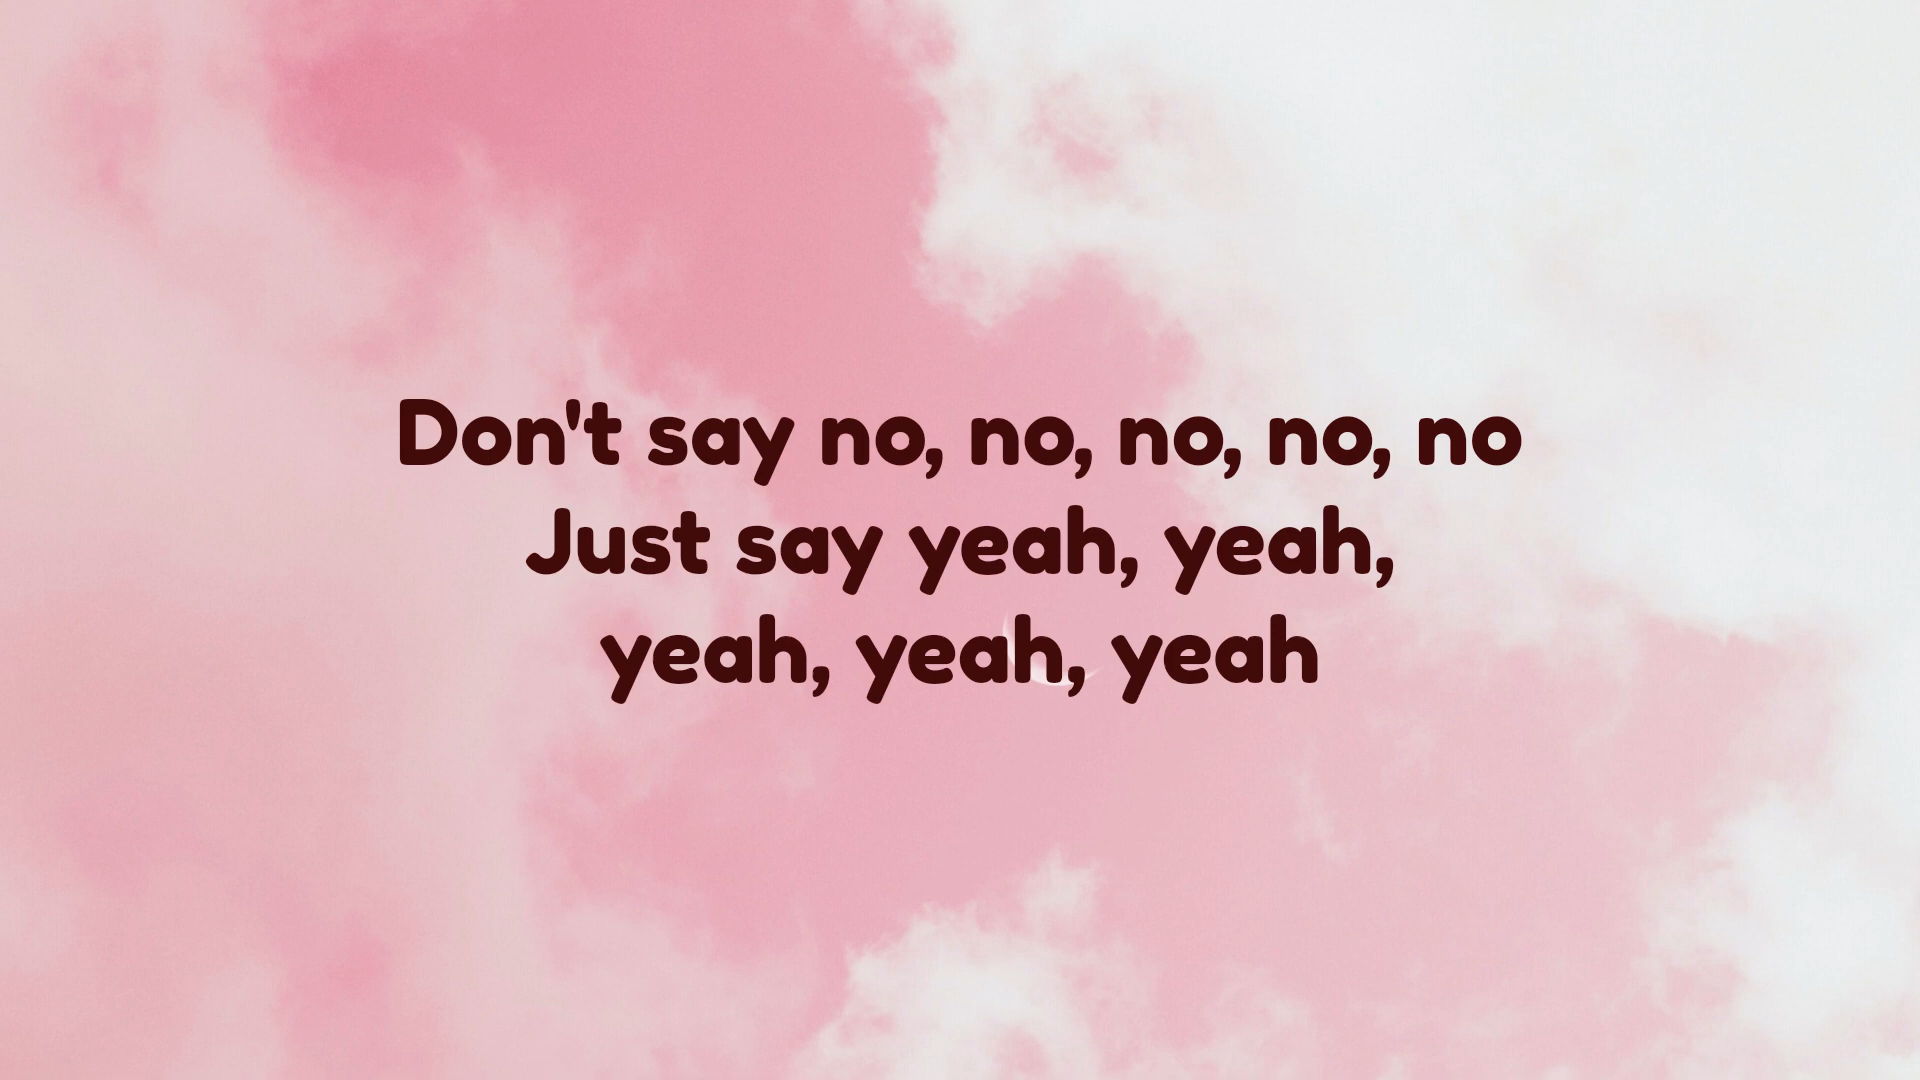 Don't say no, no, no, no, no
Just say yeah, yeah,
yeah, yeah, yeah